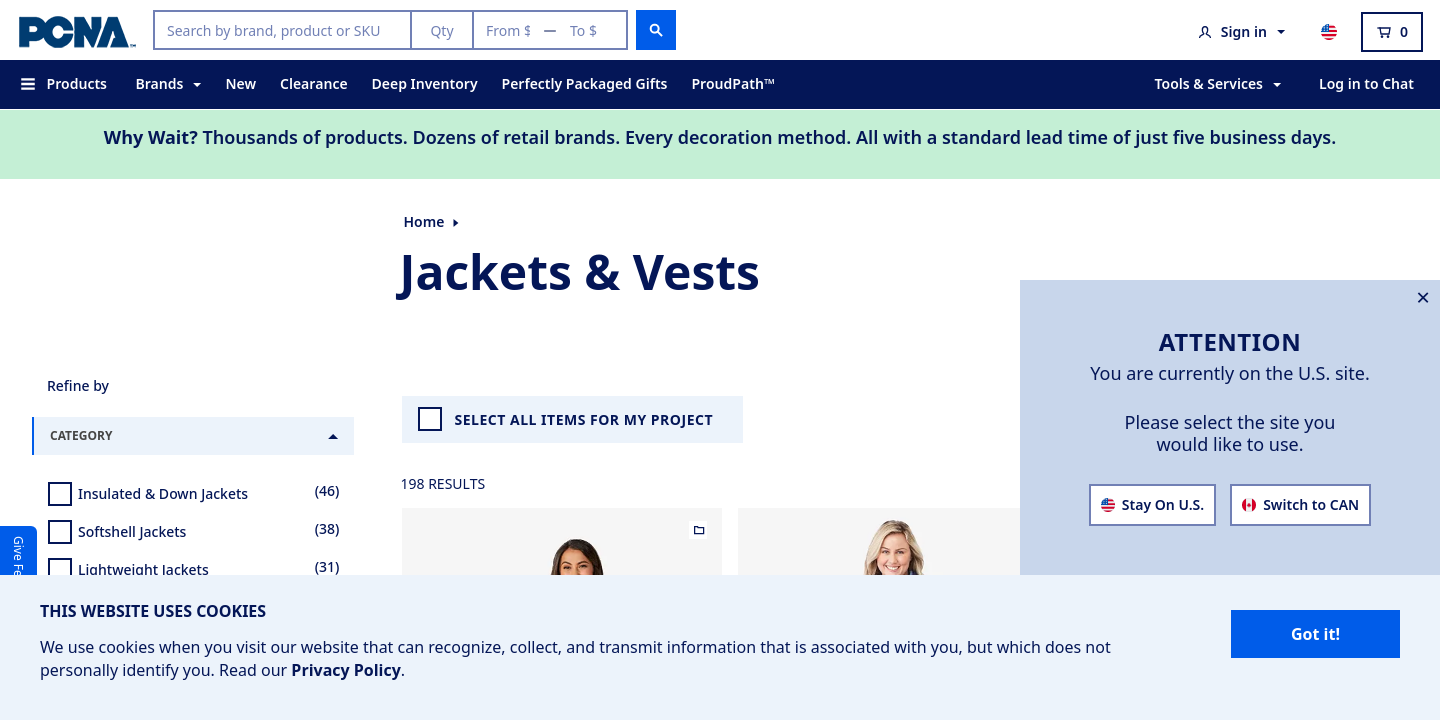 PCNA
Search by brand, product or SKU
Qty
From $ — To $
Sign in
0
Products
Brands
New
Clearance
Deep Inventory
Perfectly Packaged Gifts
ProudPath™
Tools & Services
Log in to Chat
Why Wait? Thousands of products. Dozens of retail brands. Every decoration method. All with a standard lead time of just five business days.
Home
Jackets & Vests
ATTENTION
You are currently on the U.S. site.
Please select the site you
would like to use.
Stay On U.S.
Switch to CAN
Refine by
CATEGORY
Insulated & Down Jackets (46)
Softshell Jackets (38)
Lightweight Jackets (31)
SELECT ALL ITEMS FOR MY PROJECT
198 RESULTS
Give Fe
THIS WEBSITE USES COOKIES
We use cookies when you visit our website that can recognize, collect, and transmit information that is associated with you, but which does not
personally identify you. Read our Privacy Policy.
Got it!